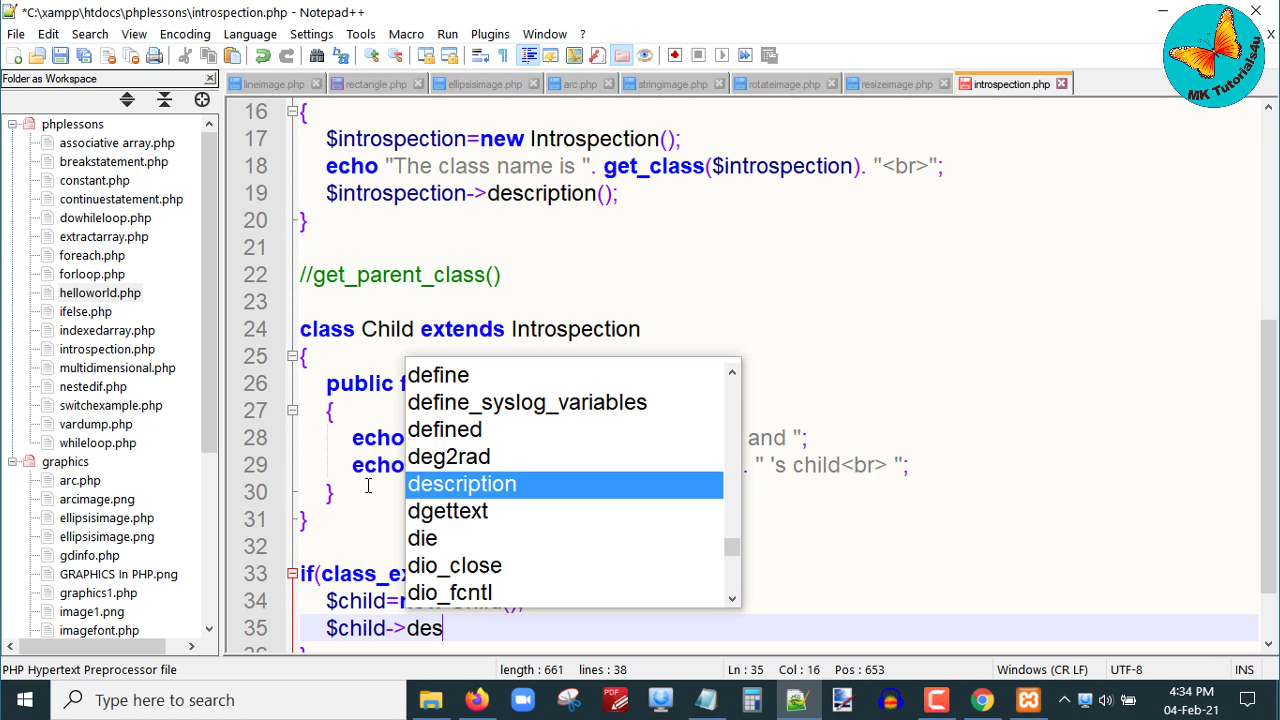 *C:\xampp\htdocs\phplessons\introspection.php - Notepad++
File Edit Search View Encoding Language Settings Tools Macro Run Plugins Window ?
X
MK Tutorials4u
Folder as Workspace
lineimage.php rectangle.php ellipsisimage.php arc.php stringimage.php rotateimage.php resizeimage.php introspection.php
phplessons
associative array.php
breakstatement.php
constant.php
continuestatement.php
dowhileloop.php
extractarray.php
foreach.php
forloop.php
helloworld.php
ifelse.php
indexedarray.php
introspection.php
multidimensional.php
nestedif.php
switchexample.php
vardump.php
whileloop.php
graphics
arc.php
arcimage.png
ellipsisimage.php
ellipsisimage.png
gdinfo.php
GRAPHICS In PHP.png
graphics1.php
image1.png
imagefont.php
16 {
17 $introspection=new Introspection();
18 echo "The class name is ". get_class($introspection). "<br>";
19 $introspection->description();
20 }
21
22 //get_parent_class()
23
24 class Child extends Introspection
25 {
26 public f
27 {
28 echo and ";
29 echo . " 's child<br> ";
30 }
31 }
32
33 if(class_ex
34 $child=new Child();
35 $child->des
define
define_syslog_variables
defined
deg2rad
description
dgettext
die
dio_close
dio_fcntl
PHP Hypertext Preprocessor file length : 661 lines : 38 Ln : 35 Col : 16 Pos : 653 Windows (CR LF) UTF-8 INS
Type here to search
4:34 PM
04-Feb-21